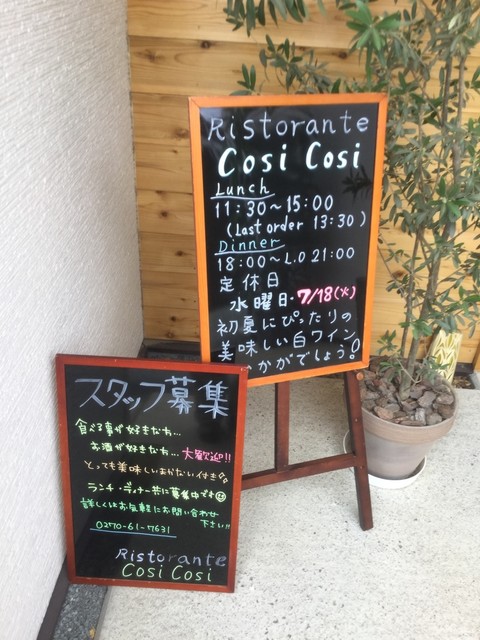 Ristorante
Cosi Cosi
Lunch
11:30〜15:00
(Last order 13:30)
Dinner
18:00〜L.O 21:00
定休日
水曜日・7/18(火)
初夏にぴったりの
美味しい白ワイン
かがでしょう。
スタッフ募集
食べる事が好きなわ…
お酒が好きなわ… 大歓迎!!
とっても美味しいおかない付き♪
ランチ・ディナー共に募集中です☺
詳しくはお気軽にお問い合わせ
下さい!!
0270-61-7631
Ristorante
Cosi Cosi